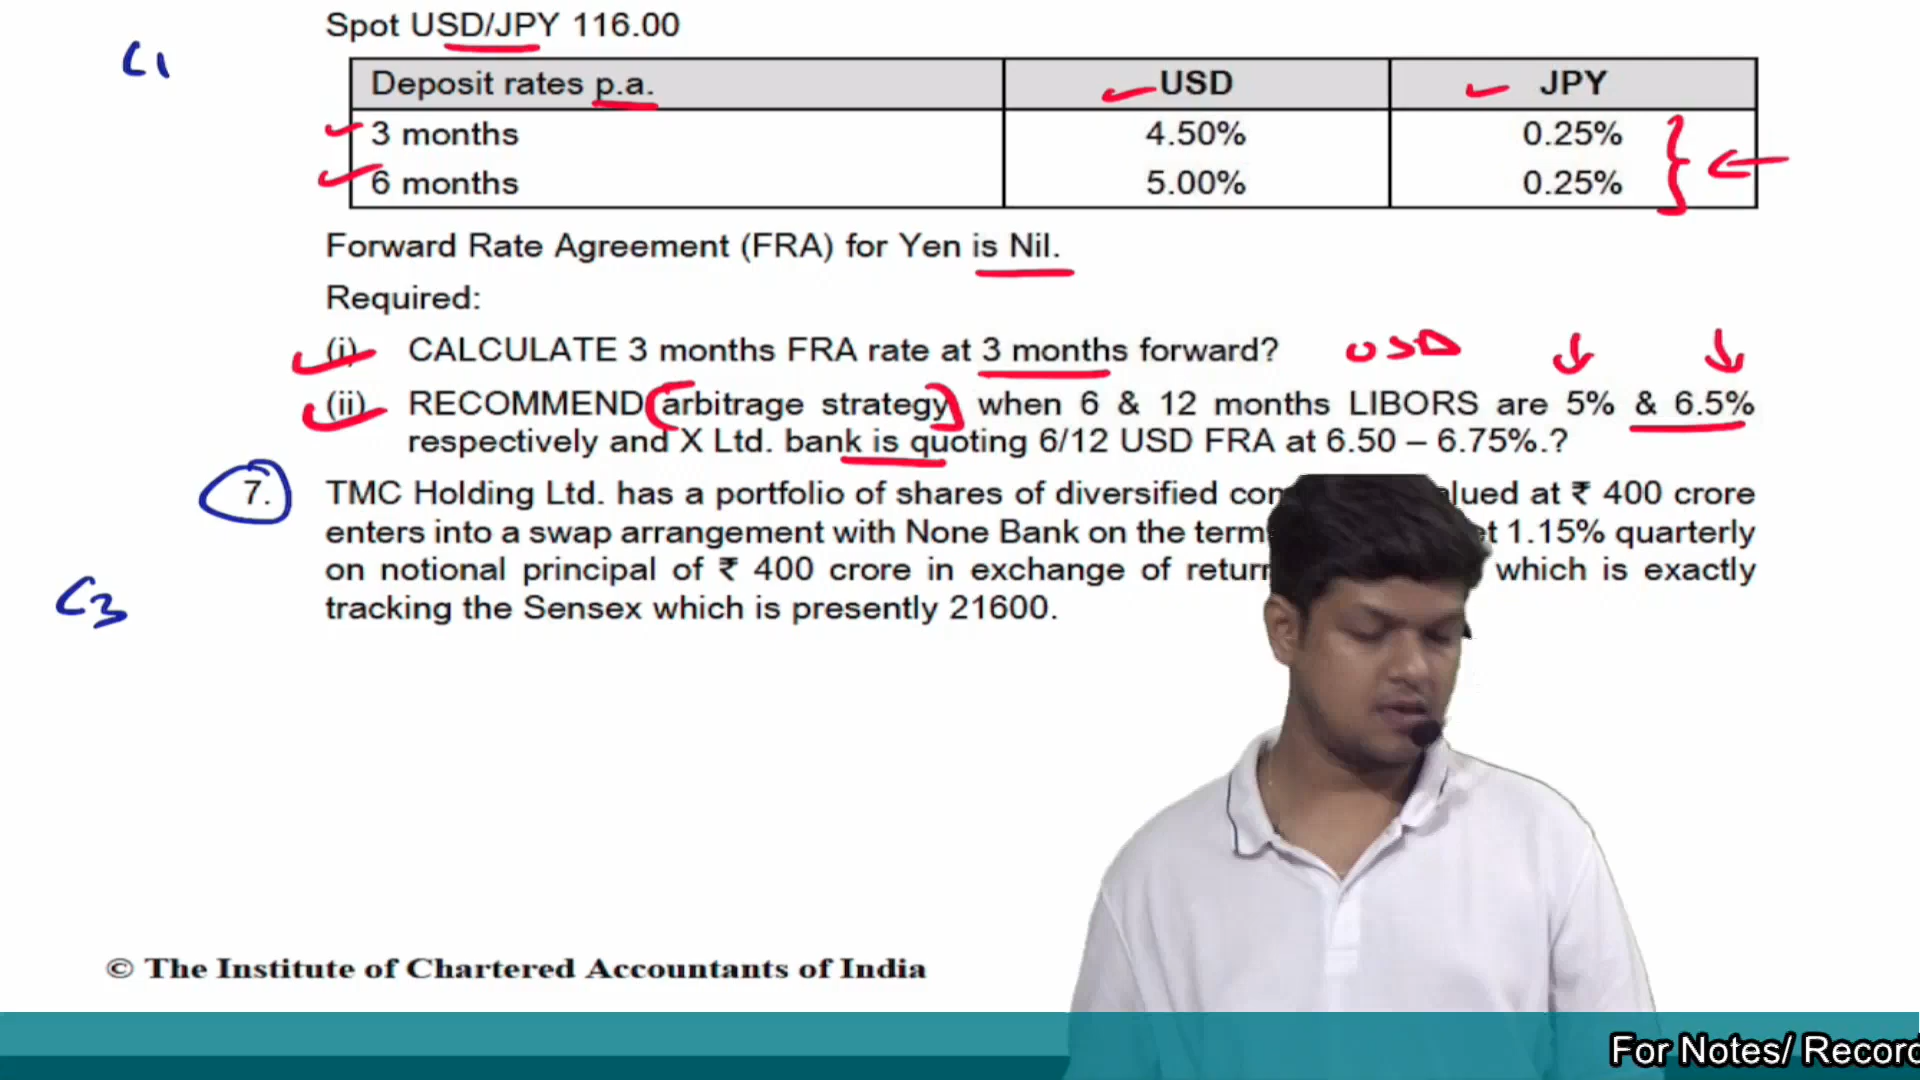 Spot USD/JPY 116.00
C1
Deposit rates p.a. USD JPY
3 months 4.50% 0.25%
6 months 5.00% 0.25%
Forward Rate Agreement (FRA) for Yen is Nil.
Required:
(i) CALCULATE 3 months FRA rate at 3 months forward? USD
(ii) RECOMMEND arbitrage strategy when 6 & 12 months LIBORS are 5% & 6.5%
respectively and X Ltd. bank is quoting 6/12 USD FRA at 6.50 – 6.75%.?
7. TMC Holding Ltd. has a portfolio of shares of diversified ₹ 400 crore
enters into a swap arrangement with None Bank on the 1.15% quarterly
on notional principal of ₹ 400 crore in exchange of which is exactly
C3
tracking the Sensex which is presently 21600.
© The Institute of Chartered Accountants of India
For Notes/